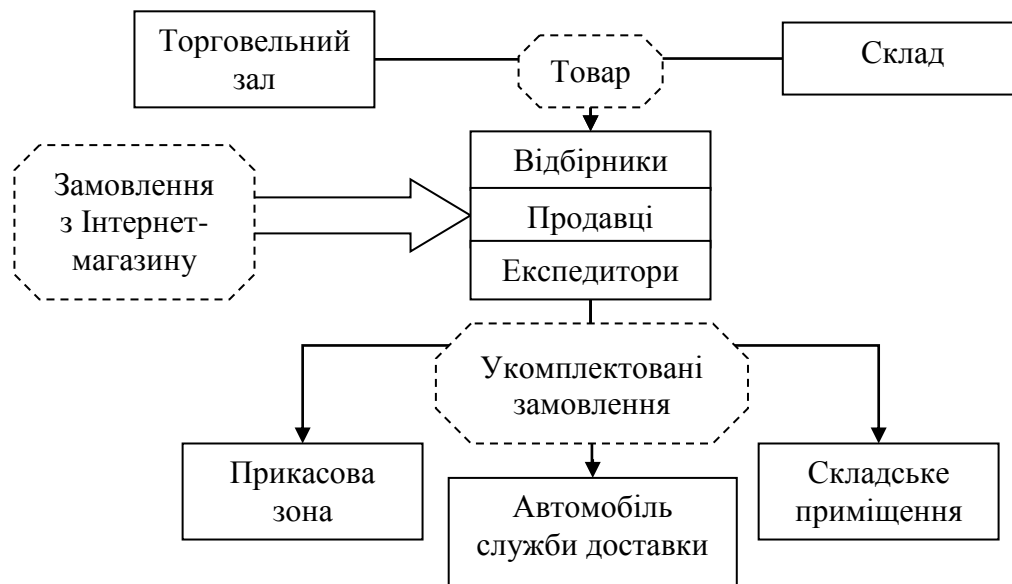 Торговельний
зал
Товар
Склад
Замовлення
з Інтернет-
магазину
Відбірники
Продавці
Експедитори
Укомплектовані
замовлення
Прикасова
зона
Автомобіль
служби доставки
Складське
приміщення